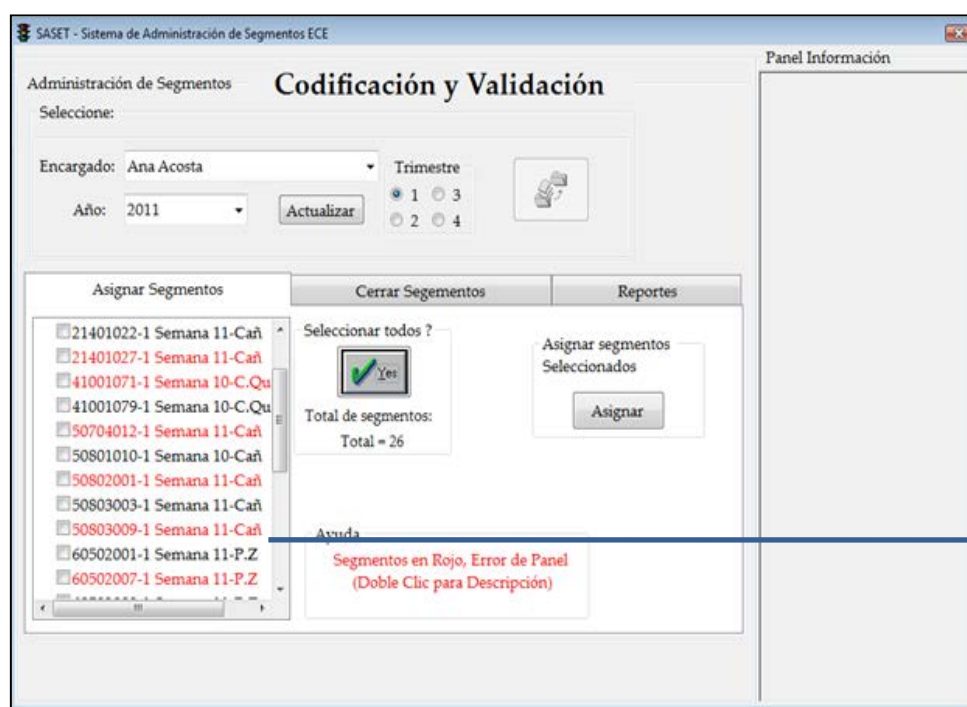 SASET - Sistema de Administración de Segmentos ECE
Panel Información
Administración de Segmentos
Codificación y Validación
Seleccione:
Encargado: Ana Acosta
Trimestre
1 3
Año: 2011
Actualizar
2 4
Asignar Segmentos
Cerrar Segementos
Reportes
21401022-1 Semana 11-Cañ
21401027-1 Semana 11-Cañ
41001071-1 Semana 10-C.Qu
41001079-1 Semana 10-C.Qu
50704012-1 Semana 11-Cañ
50801010-1 Semana 10-Cañ
50802001-1 Semana 11-Cañ
50803003-1 Semana 11-Cañ
50803009-1 Semana 11-Cañ
60502001-1 Semana 11-P.Z
60502007-1 Semana 11-P.Z
Seleccionar todos ?
Yes
Total de segmentos:
Total = 26
Asignar segmentos
Seleccionados
Asignar
Ayuda
Segmentos en Rojo, Error de Panel
(Doble Clic para Descripción)